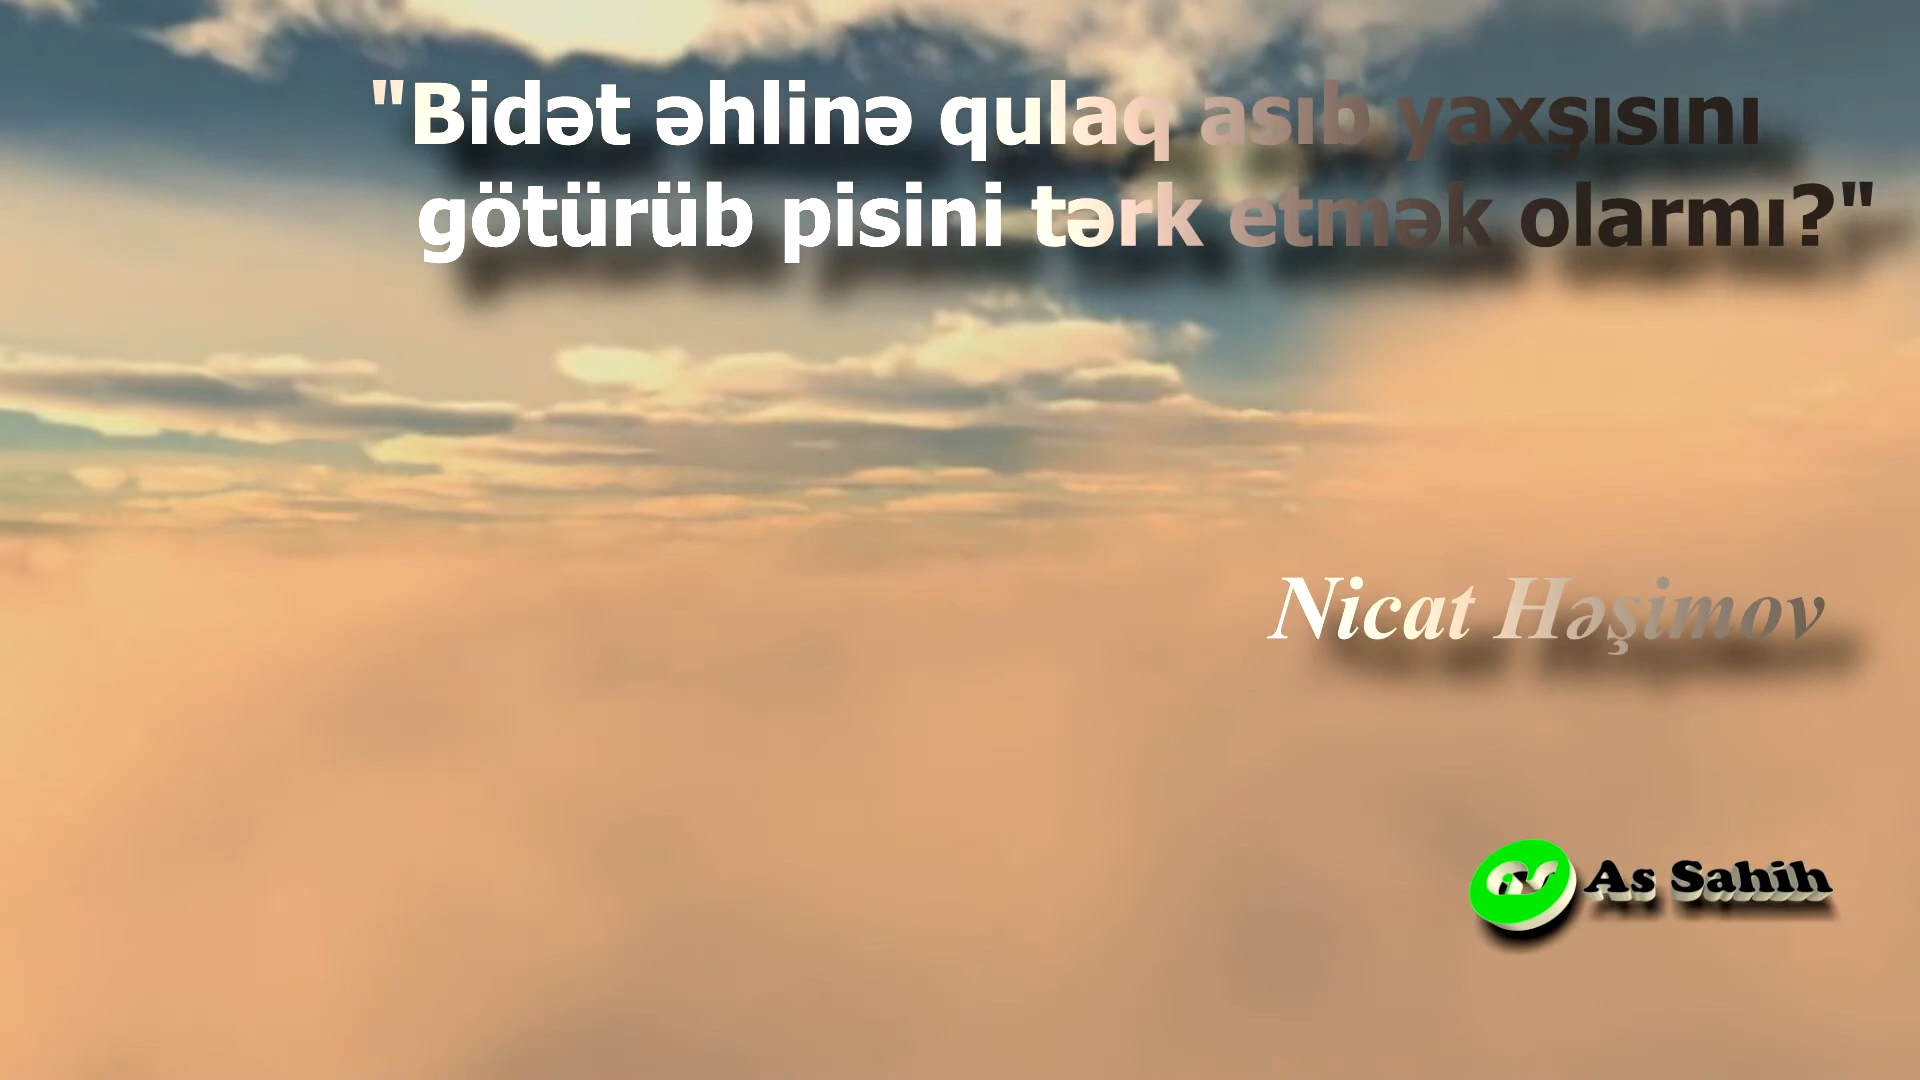 "Bidət əhlinə qulaq asıb yaxşısını
götürüb pisini tərk etmək olarmı?"
Nicat Həşimov
As Sahih